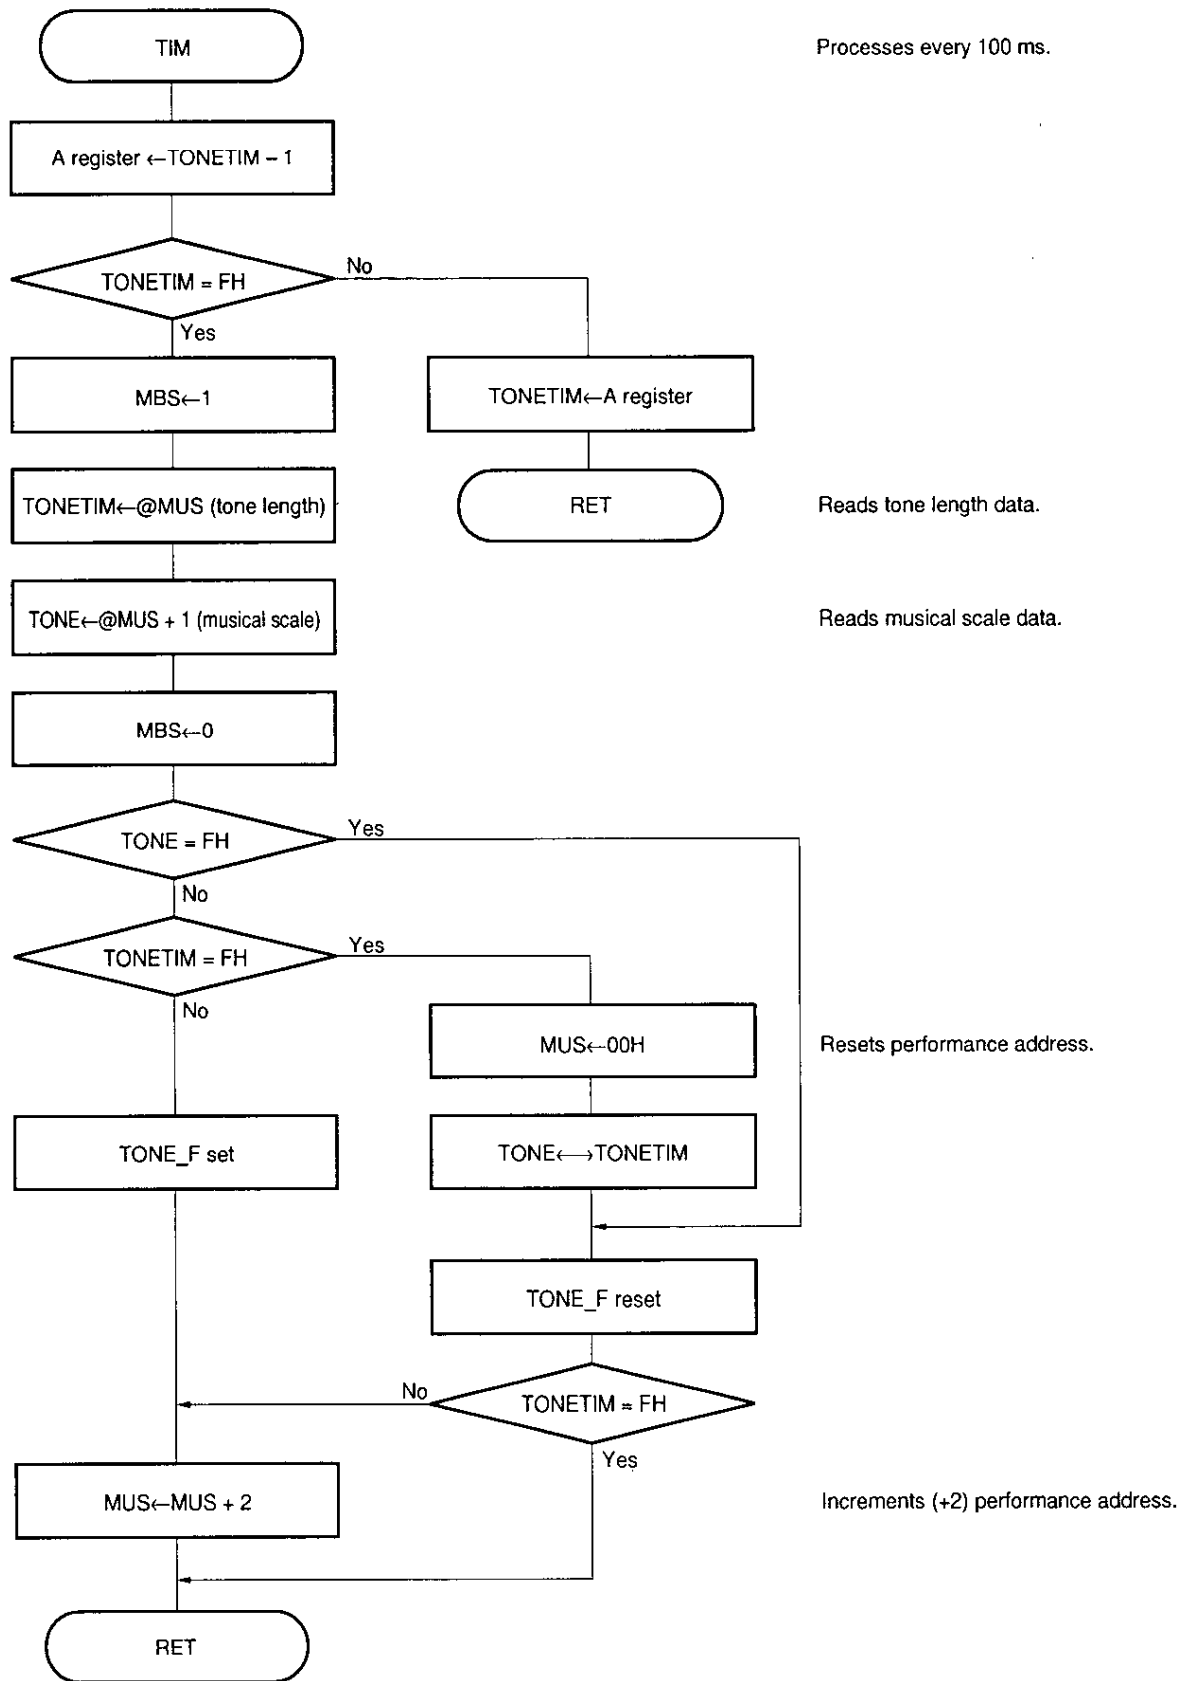 TIM
Processes every 100 ms.
A register ←TONETIM – 1
TONETIM = FH
No
Yes
MBS←1
TONETIM←A register
TONETIM←@MUS (tone length)
RET
Reads tone length data.
TONE←@MUS + 1 (musical scale)
Reads musical scale data.
MBS←0
TONE = FH
Yes
No
TONETIM = FH
Yes
No
MUS←00H
Resets performance address.
TONE_F set
TONE←→TONETIM
TONE_F reset
No
TONETIM = FH
Yes
MUS←MUS + 2
Increments (+2) performance address.
RET